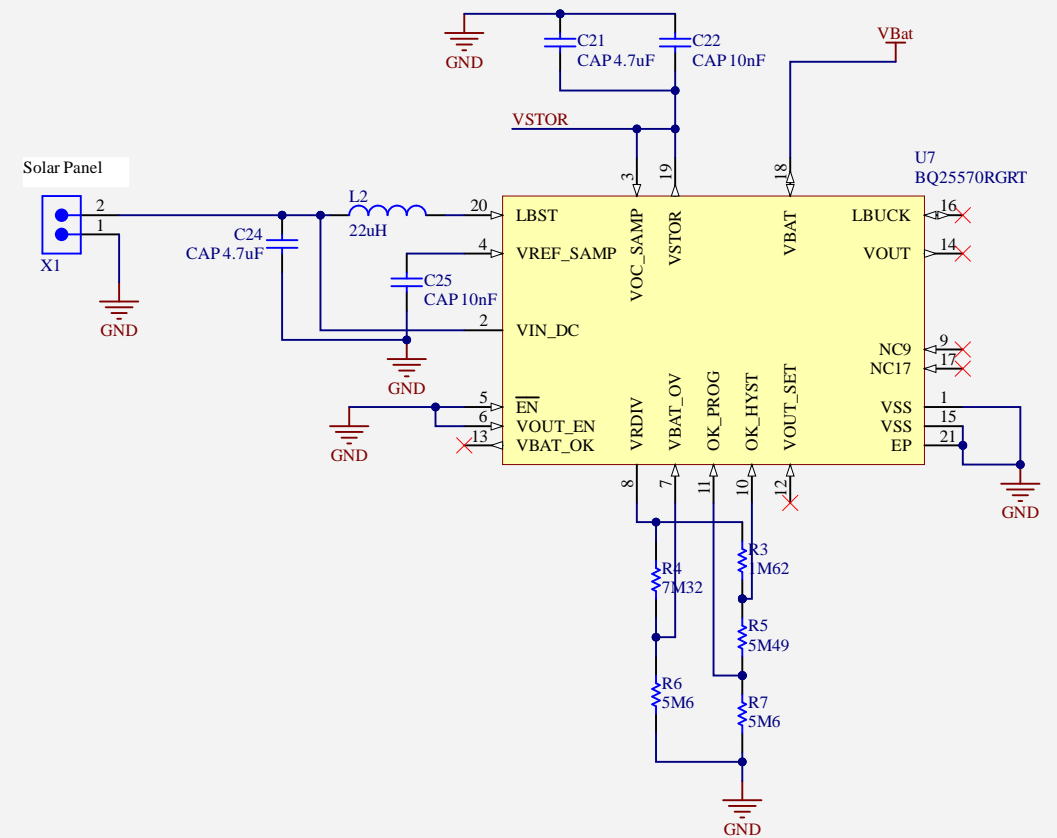 C21
CAP 4.7uF
C22
CAP 10nF
GND
VBat
VSTOR
3
19
18
U7
BQ25570RGRT
Solar Panel
2
1
X1
GND
L2
22uH
C24
CAP 4.7uF
C25
CAP 10nF
GND
20
4
2
5
6
13
GND
LBST
VREF_SAMP
VIN_DC
EN
VOUT_EN
VBAT_OK
VOC_SAMP
VSTOR
VBAT
LBUCK
VOUT
NC9
NC17
VSS
VSS
EP
16
14
9
17
1
15
21
GND
VRDIV
VBAT_OV
OK_PROG
OK_HYST
VOUT_SET
8
7
11
10
12
R4
7M32
R3
1M62
R5
5M49
R6
5M6
R7
5M6
GND